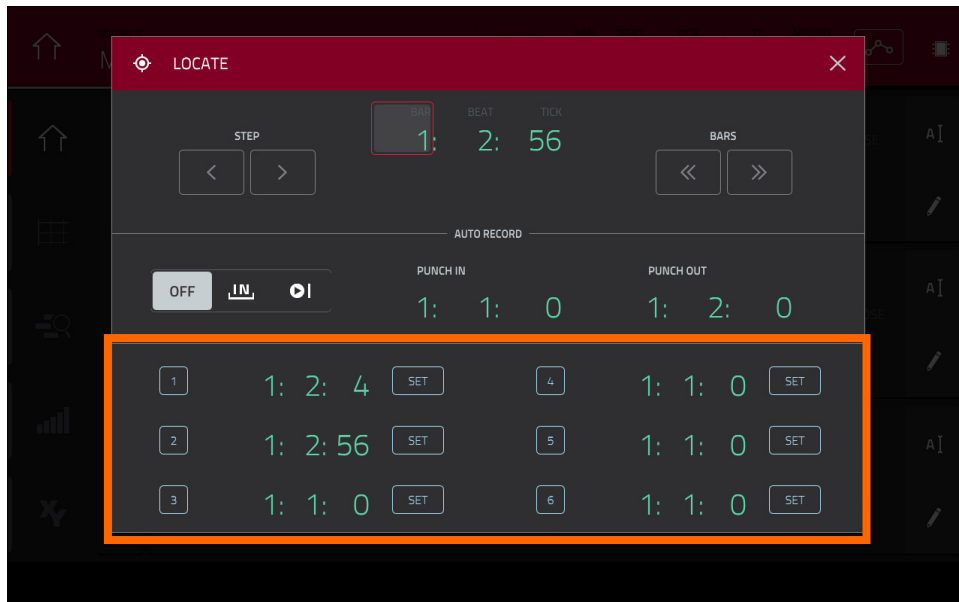 M
LOCATE
BAR BEAT TICK
STEP
1: 2: 56
BARS
AUTO RECORD
PUNCH IN
PUNCH OUT
OFF IN
1: 1: 0
1: 2: 0
1 1: 2: 4 SET
4 1: 1: 0 SET
2 1: 2: 56 SET
5 1: 1: 0 SET
3 1: 1: 0 SET
6 1: 1: 0 SET
XY